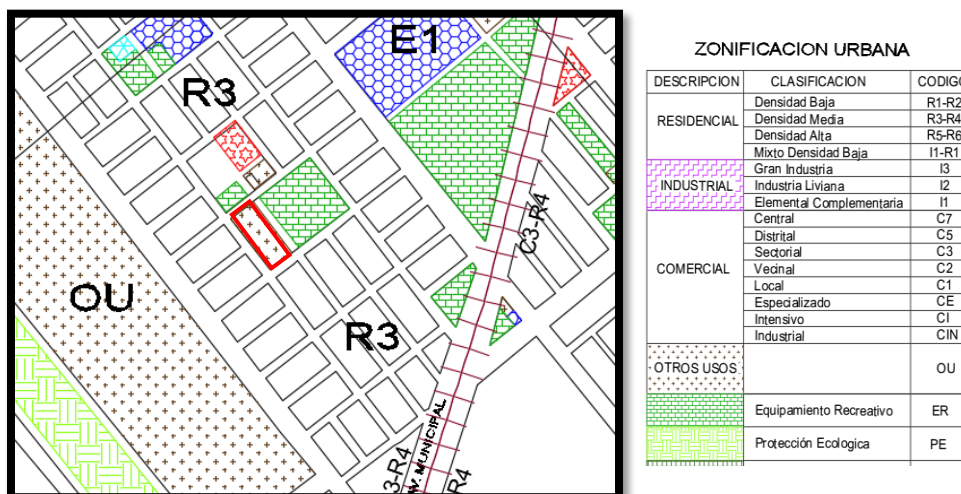 E1
R3
C3-R4
OU
R3
V. MUNICIPAL
3-R4
R4
ZONIFICACION URBANA
DESCRIPCION CLASIFICACION CODIGO
RESIDENCIAL
Densidad Baja R1-R2
Densidad Media R3-R4
Densidad Alta R5-R6
Mixto Densidad Baja I1-R1
INDUSTRIAL
Gran Industria I3
Industria Liviana I2
Elemental Complementaria I1
COMERCIAL
Central C7
Distrital C5
Sectorial C3
Vecinal C2
Local C1
Especializado CE
Intensivo CI
Industrial CIN
OTROS USOS OU
Equipamiento Recreativo ER
Protección Ecologica PE